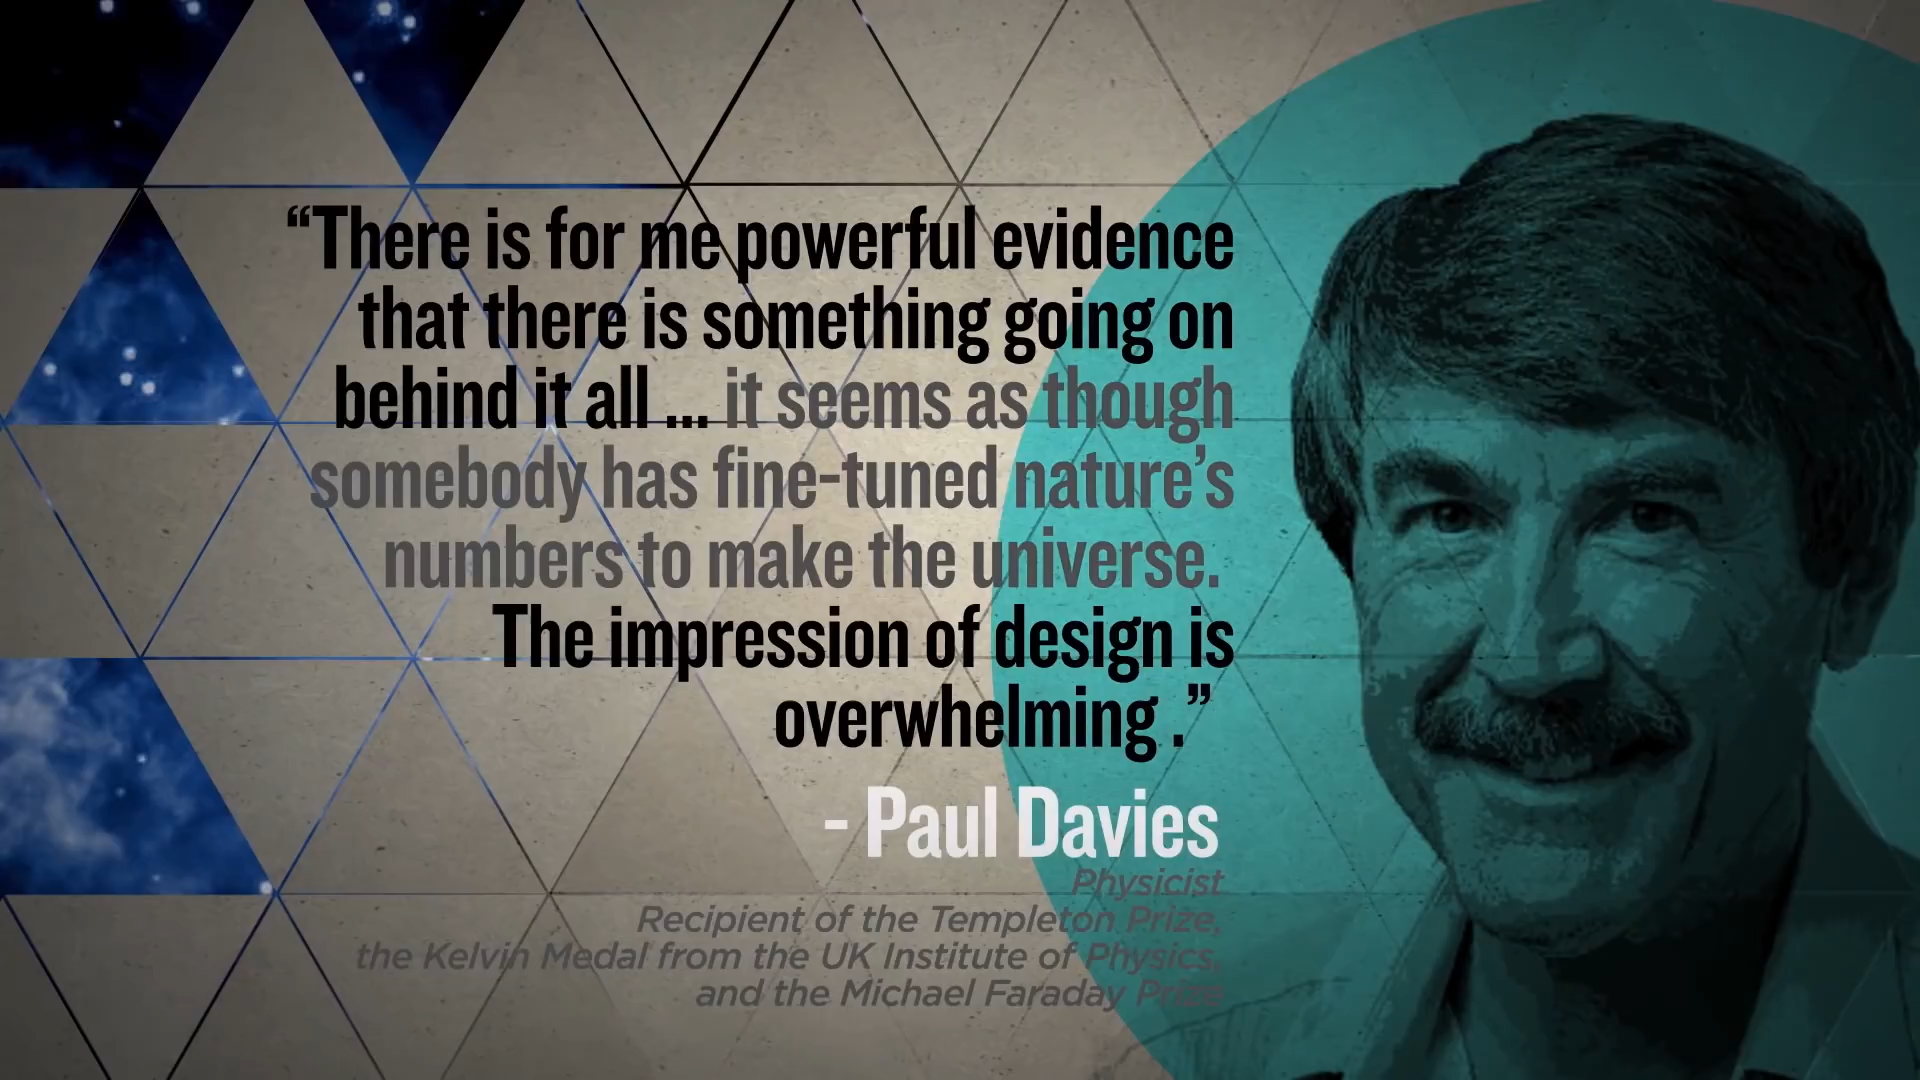 “There is for me powerful evidence
that there is something going on
behind it all ... it seems as though
somebody has fine-tuned nature’s
numbers to make the universe.
The impression of design is
overwhelming .”
- Paul Davies
Physicist
Recipient of the Templeton Prize,
the Kelvin Medal from the UK Institute of Physics,
and the Michael Faraday Prize